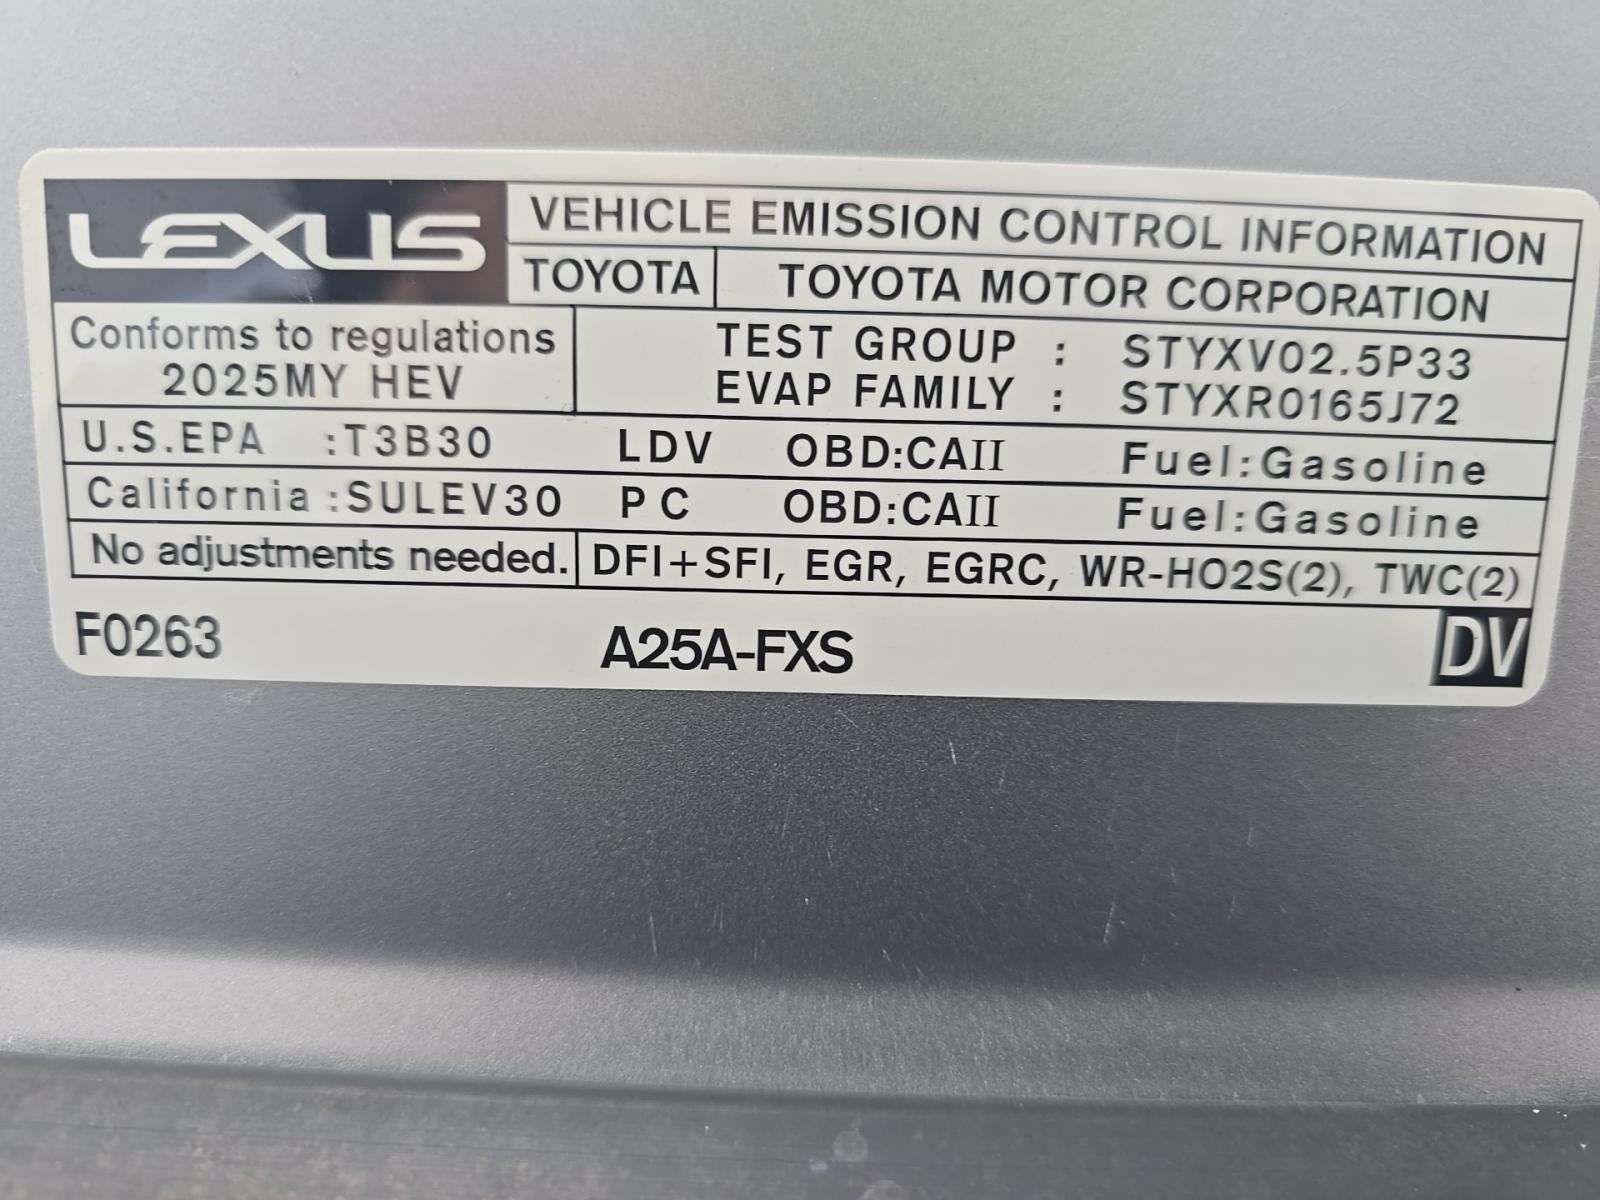 LEXUS
VEHICLE EMISSION CONTROL INFORMATION
TOYOTA TOYOTA MOTOR CORPORATION
Conforms to regulations
2025MY HEV
TEST GROUP : STYXV02.5P33
EVAP FAMILY : STYXR0165J72
U.S.EPA :T3B30 LDV OBD:CAII Fuel:Gasoline
California :SULEV30 PC OBD:CAII Fuel:Gasoline
No adjustments needed. DFI+SFI, EGR, EGRC, WR-HO2S(2), TWC(2)
F0263 A25A-FXS DV